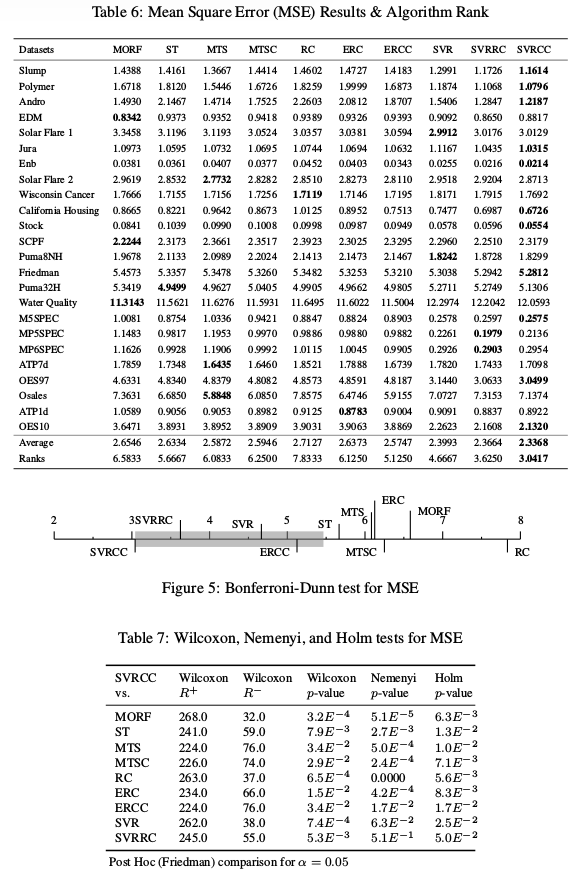 Table 6: Mean Square Error (MSE) Results & Algorithm Rank
Datasets MORF ST MTS MTSC RC ERC ERCC SVR SVRRC SVRCC
Slump 1.4388 1.4161 1.3667 1.4414 1.4602 1.4727 1.4183 1.2991 1.1726 1.1614
Polymer 1.6718 1.8120 1.5446 1.6726 1.8259 1.9999 1.6873 1.1874 1.1068 1.0796
Andro 1.4930 2.1467 1.4714 1.7525 2.2603 2.0812 1.8707 1.5406 1.2847 1.2187
EDM 0.8342 0.9373 0.9352 0.9418 0.9389 0.9326 0.9393 0.9092 0.8650 0.8817
Solar Flare 1 3.3458 3.1196 3.1193 3.0524 3.0357 3.0381 3.0594 2.9912 3.0176 3.0129
Jura 1.0973 1.0595 1.0732 1.0695 1.0744 1.0694 1.0632 1.1167 1.0435 1.0315
Enb 0.0381 0.0361 0.0407 0.0377 0.0452 0.0403 0.0343 0.0255 0.0216 0.0214
Solar Flare 2 2.9619 2.8532 2.7732 2.8282 2.8510 2.8273 2.8110 2.9518 2.9204 2.8713
Wisconsin Cancer 1.7666 1.7155 1.7156 1.7256 1.7119 1.7146 1.7195 1.8171 1.7915 1.7692
California Housing 0.8665 0.8221 0.9642 0.8673 1.0125 0.8952 0.7513 0.7477 0.6987 0.6726
Stock 0.0841 0.1039 0.0990 0.1008 0.0998 0.0987 0.0949 0.0578 0.0596 0.0554
SCPF 2.2244 2.3173 2.3661 2.3517 2.3923 2.3025 2.3295 2.2960 2.2510 2.3179
Puma8NH 1.9678 2.1133 2.0989 2.2024 2.1413 2.1473 2.1467 1.8242 1.8728 1.8299
Friedman 5.4573 5.3357 5.3478 5.3260 5.3482 5.3253 5.3210 5.3038 5.2942 5.2812
Puma32H 5.3419 4.9499 4.9627 5.0405 4.9905 4.9662 4.9805 5.2711 5.2749 5.1306
Water Quality 11.3143 11.5621 11.6276 11.5931 11.6495 11.6022 11.5004 12.2974 12.2042 12.0593
M5SPEC 1.0081 0.8754 1.0336 0.9421 0.8847 0.8824 0.8903 0.2578 0.2597 0.2575
MP5SPEC 1.1483 0.9817 1.1953 0.9970 0.9886 0.9880 0.9882 0.2261 0.1979 0.2136
MP6SPEC 1.1626 0.9928 1.1906 0.9992 1.0115 1.0045 0.9905 0.2926 0.2903 0.2954
ATP7d 1.7859 1.7348 1.6435 1.6460 1.8521 1.7888 1.6739 1.7820 1.7433 1.7098
OES97 4.6331 4.8340 4.8379 4.8082 4.8573 4.8591 4.8187 3.1440 3.0633 3.0499
Osales 7.3631 6.6850 5.8848 6.0850 7.8575 6.4746 5.9155 7.0727 7.3153 7.1374
ATP1d 1.0589 0.9056 0.9053 0.8982 0.9125 0.8783 0.9004 0.9091 0.8837 0.8922
OES10 3.6471 3.8931 3.8952 3.8909 3.9031 3.9063 3.8869 2.2623 2.1608 2.1320
Average 2.6546 2.6334 2.5872 2.5946 2.7127 2.6373 2.5747 2.3993 2.3664 2.3368
Ranks 6.5833 5.6667 6.0833 6.2500 7.8333 6.1250 5.1250 4.6667 3.6250 3.0417
ERC
MTS MORF
2 3 SVRRC 4 SVR 5 ST 6 7 8
SVRCC ERCC MTSC RC
Figure 5: Bonferroni-Dunn test for MSE
Table 7: Wilcoxon, Nemenyi, and Holm tests for MSE
SVRCC Wilcoxon Wilcoxon Wilcoxon Nemenyi Holm
vs. R+ R− p-value p-value p-value
MORF 268.0 32.0 3.2E−4 5.1E−5 6.3E−3
ST 241.0 59.0 7.9E−3 2.7E−3 1.3E−2
MTS 224.0 76.0 3.4E−2 5.0E−4 1.0E−2
MTSC 226.0 74.0 2.9E−2 2.4E−4 7.1E−3
RC 263.0 37.0 6.5E−4 0.0000 5.6E−3
ERC 234.0 66.0 1.5E−2 4.2E−4 8.3E−3
ERCC 224.0 76.0 3.4E−2 1.7E−2 1.7E−2
SVR 262.0 38.0 7.4E−4 6.3E−2 2.5E−2
SVRRC 245.0 55.0 5.3E−3 5.1E−1 5.0E−2
Post Hoc (Friedman) comparison for α = 0.05